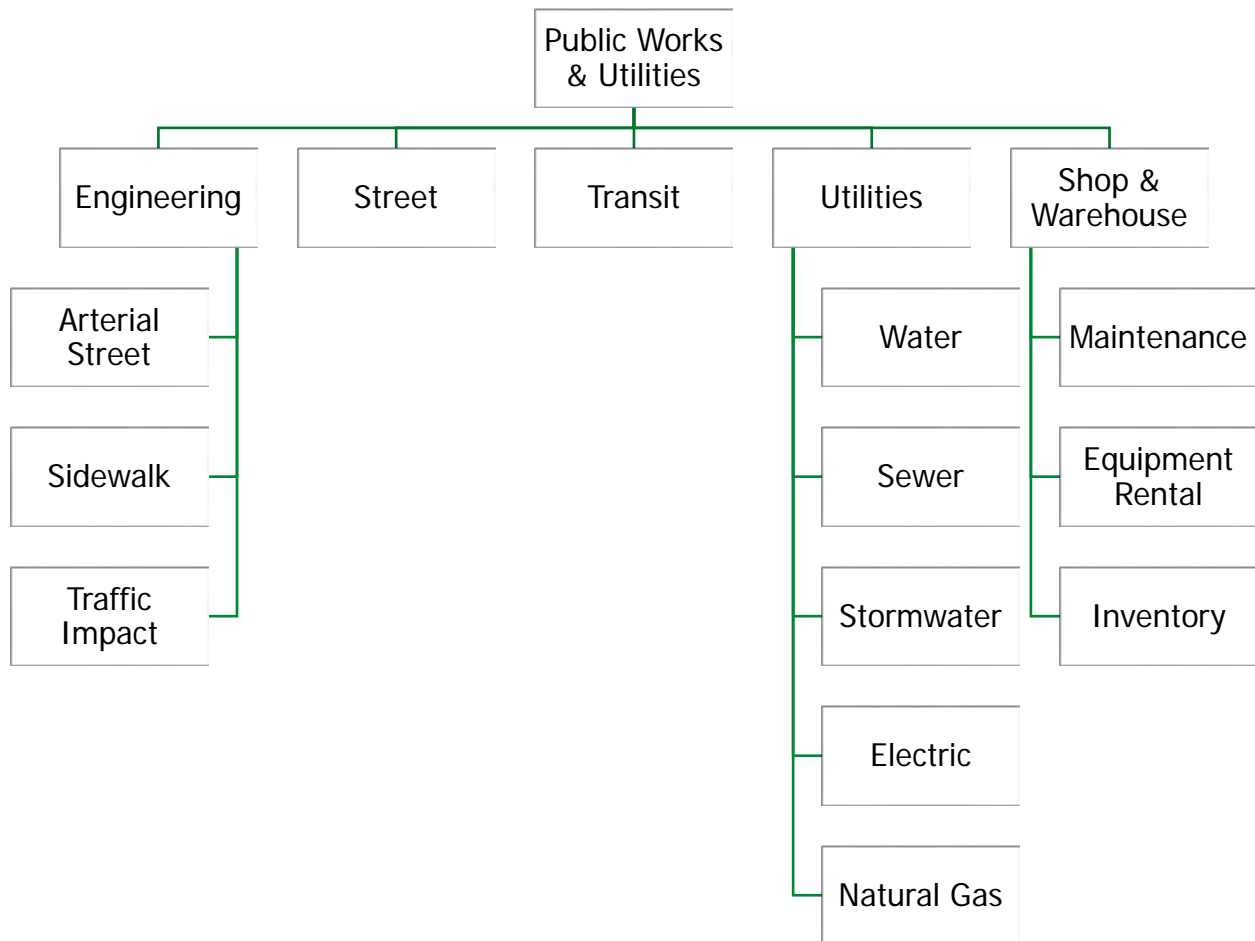 Public Works
& Utilities
Engineering
Street
Transit
Utilities
Shop &
Warehouse
Arterial
Street
Water
Maintenance
Sidewalk
Sewer
Equipment
Rental
Traffic
Impact
Stormwater
Inventory
Electric
Natural Gas